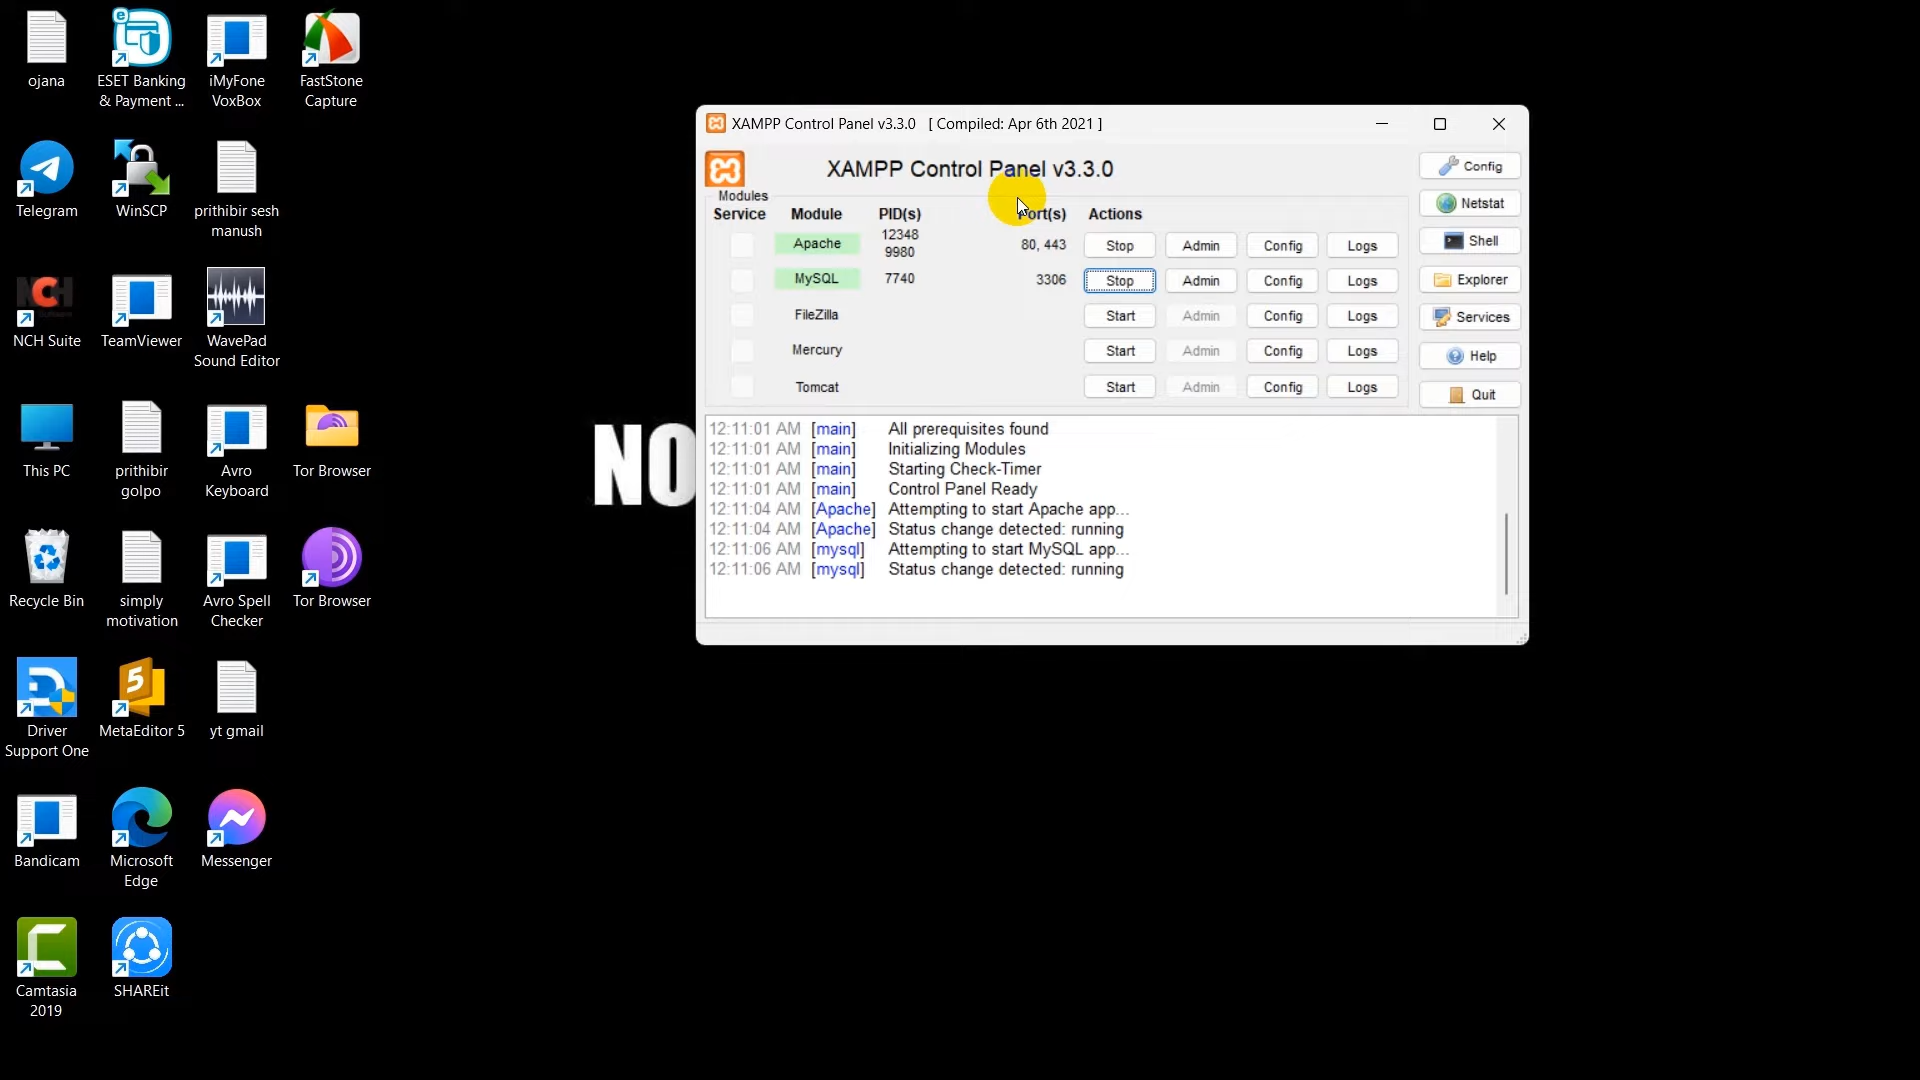 ojana
ESET Banking
& Payment ...
iMyFone
VoxBox
FastStone
Capture
Telegram
WinSCP
prithibir sesh
manush
NCH Suite
TeamViewer
WavePad
Sound Editor
This PC
prithibir
golpo
Avro
Keyboard
Tor Browser
Recycle Bin
simply
motivation
Avro Spell
Checker
Tor Browser
Driver
Support One
MetaEditor 5
yt gmail
Bandicam
Microsoft
Edge
Messenger
Camtasia
2019
SHAREit
NO
XAMPP Control Panel v3.3.0 [ Compiled: Apr 6th 2021 ]
XAMPP Control Panel v3.3.0
Modules
Service Module PID(s) Port(s) Actions
Apache 12348 9980 80, 443 Stop Admin Config Logs
MySQL 7740 3306 Stop Admin Config Logs
FileZilla Start Admin Config Logs
Mercury Start Admin Config Logs
Tomcat Start Admin Config Logs
Config
Netstat
Shell
Explorer
Services
Help
Quit
12:11:01 AM [main] All prerequisites found
12:11:01 AM [main] Initializing Modules
12:11:01 AM [main] Starting Check-Timer
12:11:01 AM [main] Control Panel Ready
12:11:04 AM [Apache] Attempting to start Apache app...
12:11:04 AM [Apache] Status change detected: running
12:11:06 AM [mysql] Attempting to start MySQL app...
12:11:06 AM [mysql] Status change detected: running